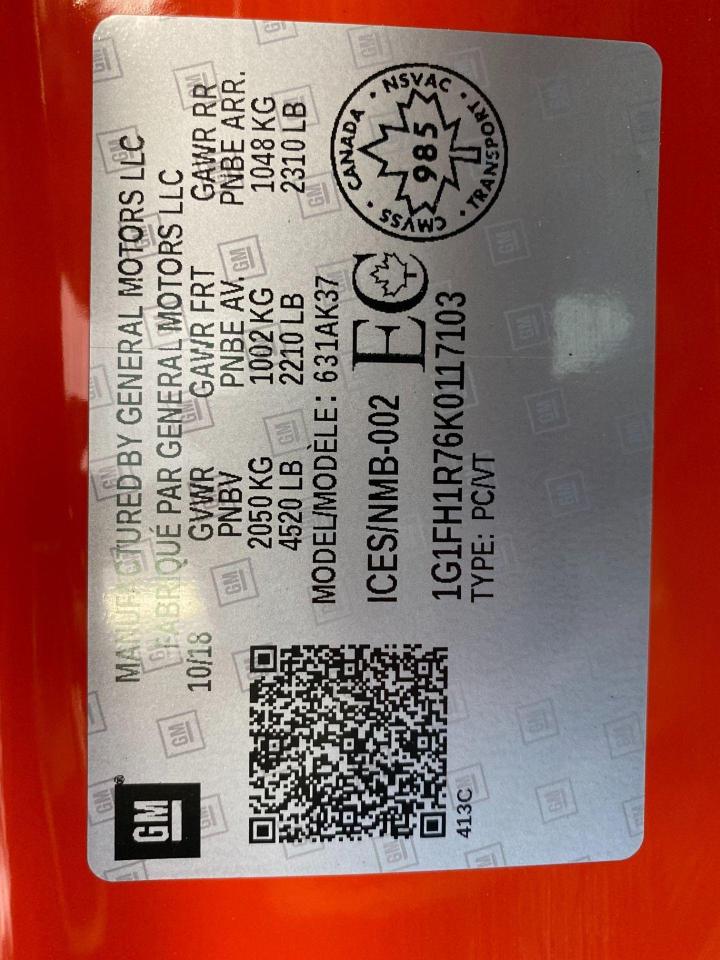 GM
MANUFACTURED BY GENERAL MOTORS LLC
FABRIQUÉ PAR GENERAL MOTORS LLC
10/18
GVWR GAWR FRT GAWR RR
PNBV PNBE AV. PNBE ARR.
2050 KG 1002 KG 1048 KG
4520 LB 2210 LB 2310 LB
MODEL/MODÈLE: 631AK37
ICES/NMB-002 EC
CANADA · NSVAC · TRANSPORT · CMVSS ·
985
1G1FH1R76K0117103
TYPE: PC/VT
413C